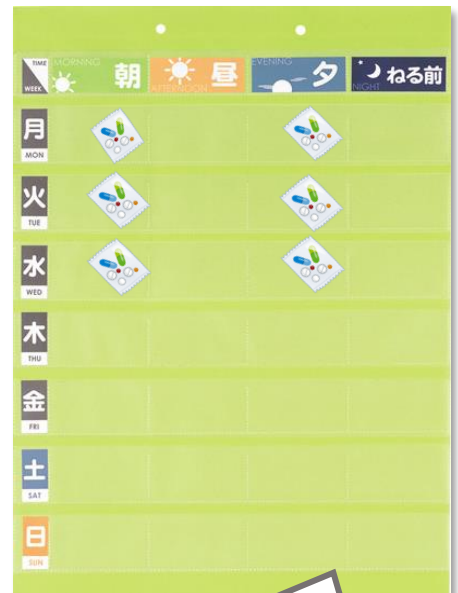 TIME
WEEK
MORNING 朝
昼 AFTERNOON
EVENING 夕
ねる前 NIGHT
月
MON
火
TUE
水
WED
木
THU
金
FRI
土
SAT
日
SUN